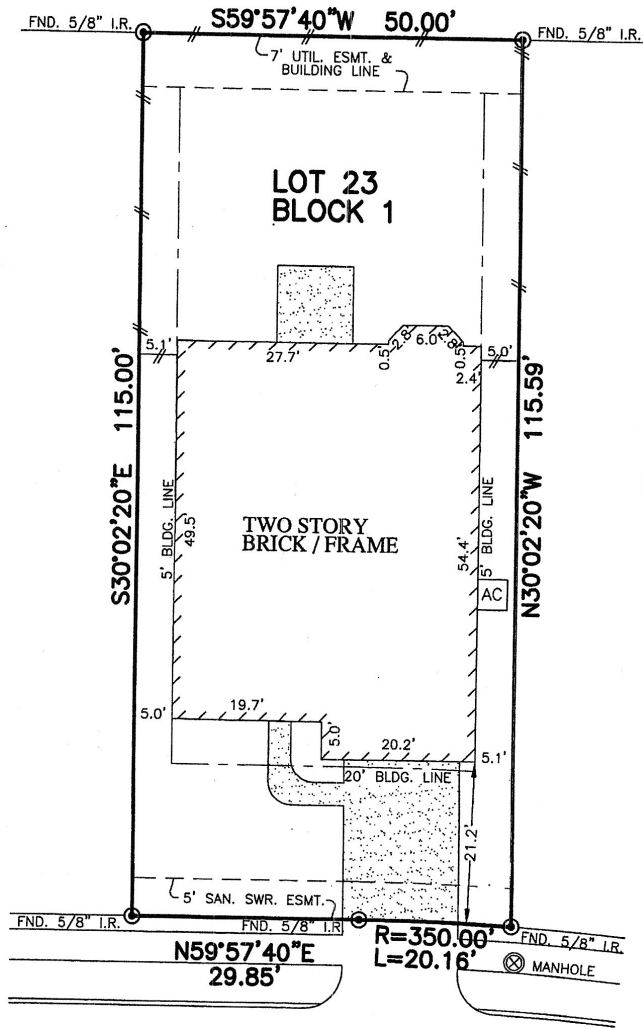 S59°57'40"W 50.00'
FND. 5/8" I.R.
FND. 5/8" I.R.
7' UTIL. ESMT. &
BUILDING LINE
LOT 23
BLOCK 1
5.1'
27.7'
0.5'
2.8'
6.0'
2.8'
0.5'
2.4'
5.0'
S30°02'20"E 115.00'
5' BLDG. LINE
49.5'
TWO STORY
BRICK / FRAME
54.4'
5' BLDG. LINE
AC
N30°02'20"W 115.59'
5.0'
19.7'
5.0'
20.2'
5.1'
20' BLDG. LINE
21.2'
5' SAN. SWR. ESMT.
FND. 5/8" I.R.
FND. 5/8" I.R
FND. 5/8" I.R.
N59°57'40"E
29.85'
R=350.00'
L=20.16'
MANHOLE